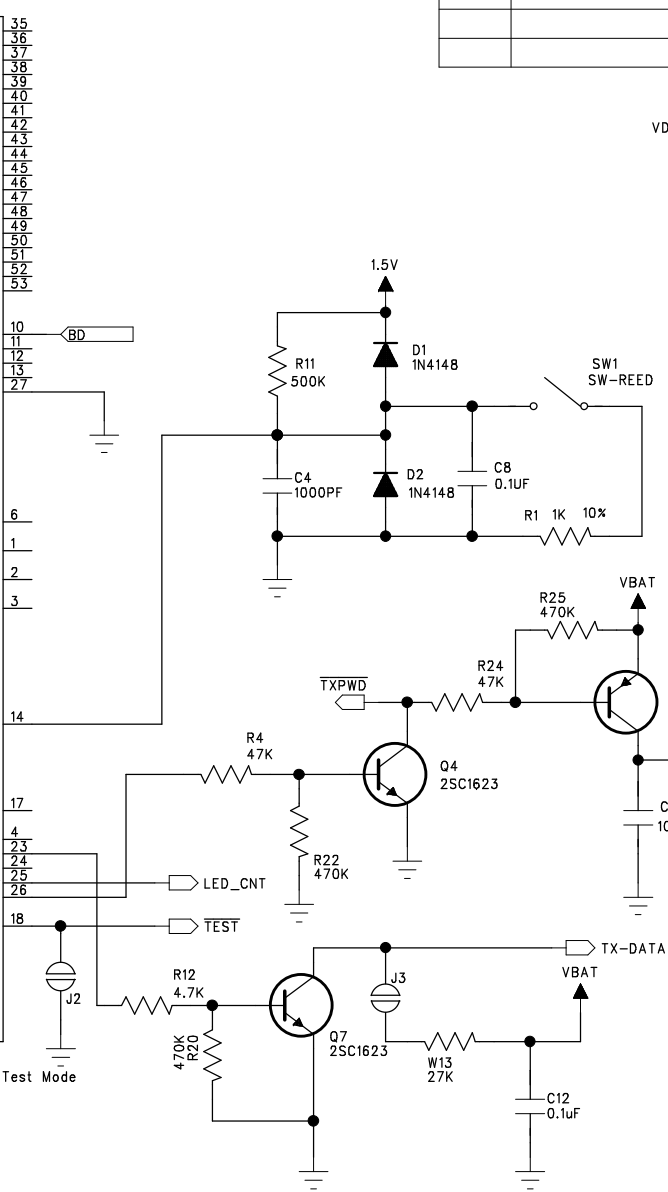 35
36
37
38
39
40
41
42
43
44
45
46
47
48
49
50
51
52
53
VD
1.5V
10
BD
11
12
13
27
R11
500K
D1
1N4148
SW1
SW-REED
C4
1000PF
D2
1N4148
C8
0.1UF
R1 1K 10%
6
1
2
3
VBAT
R25
470K
TXPWD
R24
47K
14
R4
47K
Q4
2SC1623
17
4
23
24
25
26
R22
470K
LED_CNT
C
10
18
TEST
TX-DATA
J2
R12
4.7K
J3
VBAT
470K
R20
Q7
2SC1623
W13
27K
Test Mode
C12
0.1uF